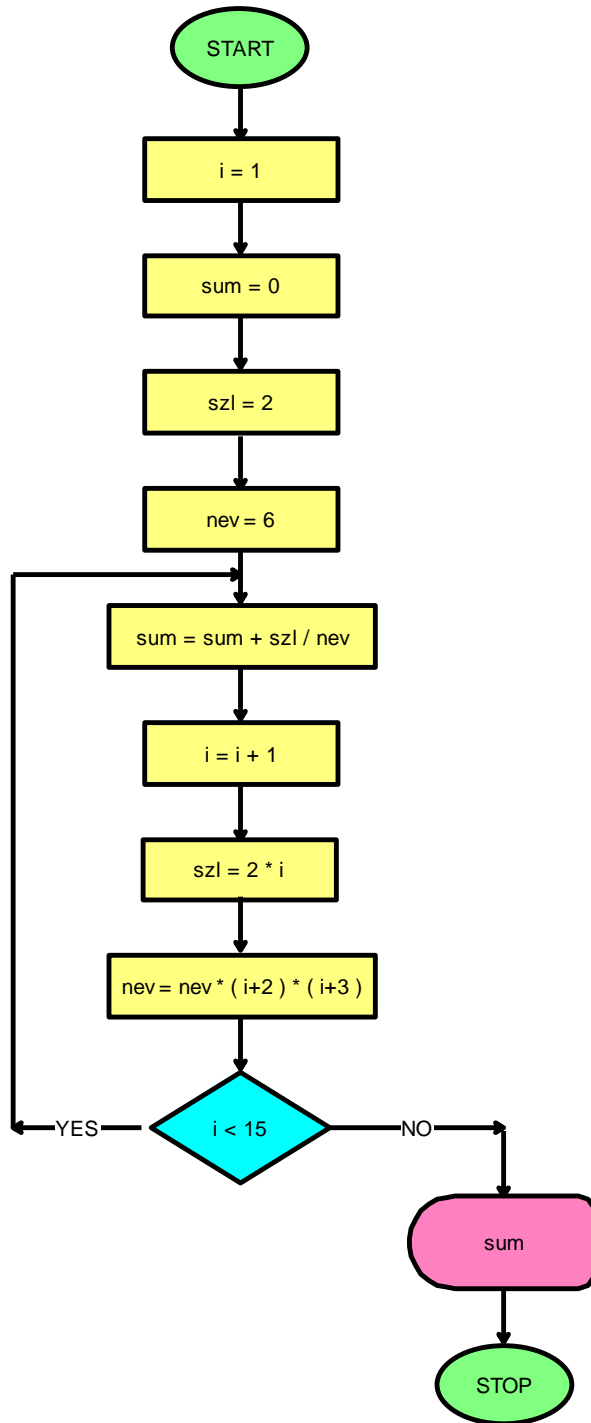 START
i = 1
sum = 0
szl = 2
nev = 6
sum = sum + szl / nev
i = i + 1
szl = 2 * i
nev = nev * ( i+2 ) * ( i+3 )
YES
i < 15
NO
sum
STOP